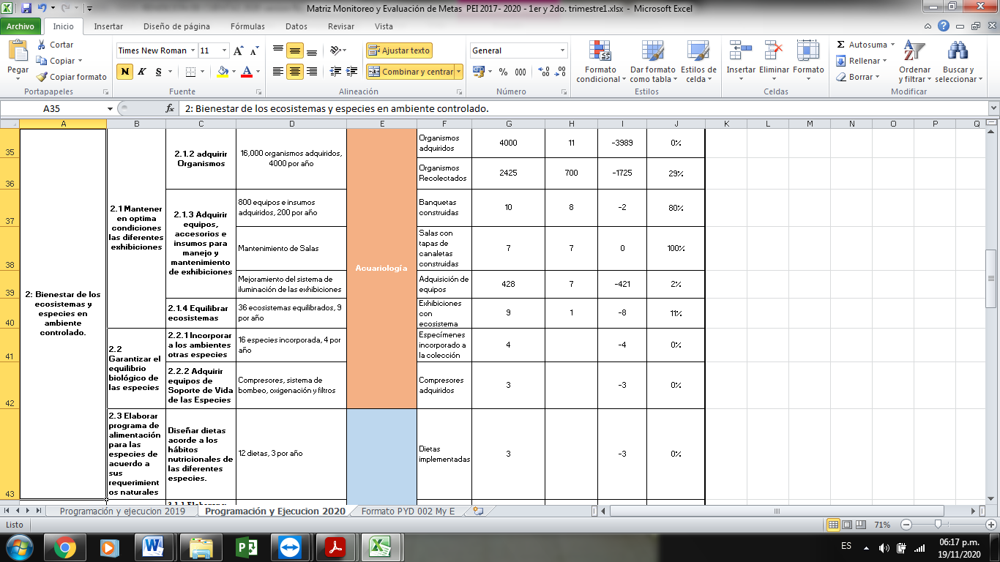 Matriz Monitoreo y Evaluación de Metas PEI 2017- 2020 - 1er y 2do. trimestre1.xlsx - Microsoft Excel
Archivo Inicio Insertar Diseño de página Fórmulas Datos Revisar Vista
Pegar
Cortar
Copiar
Copiar formato
Portapapeles
Times New Roman 11
N K S
Fuente
Ajustar texto
Combinar y centrar
Alineación
General
% 000
Número
Formato
condicional
Dar formato
como tabla
Estilos de
celda
Estilos
Insertar Eliminar Formato
Celdas
Σ Autosuma
Rellenar
Borrar
Ordenar
y filtrar
Buscar y
seleccionar
Modificar
A35 fx 2: Bienestar de los ecosistemas y especies en ambiente controlado.
A B C D E F G H I J K L M N O P Q
35
36
37
38
39
40
41
42
43
2: Bienestar de los
ecosistemas y
especies en
ambiente
controlado.
2.1 Mantener
en optima
condiciones
las diferentes
exhibiciones
2.1.2 adquirir
Organismos
16,000 organismos adquiridos,
4000 por año
Acuariología
Organismos
adquiridos
4000 11 -3989 0%
Organismos
Recolectados
2425 700 -1725 29%
2.1.3 Adquirir
equipos,
accesorios e
insumos para
manejo y
mantenimiento
de exhibiciones
800 equipos e insumos
adquiridos, 200 por año
Banquetas
construidas
10 8 -2 80%
Mantenimiento de Salas
Salas con
tapas de
canaletas
construidas
7 7 0 100%
Mejoramiento del sistema de
iluminación de las exhibiciones
Adquisición de
equipos
428 7 -421 2%
2.1.4 Equilibrar
ecosistemas
36 ecosistemas equilibrados, 9
por año
Exhibiciones
con
ecosistema
9 1 -8 11%
2.2
Garantizar el
equilibrio
biológico de
las especies
2.2.1 Incorporar
a los ambientes
otras especies
16 especies incorporada, 4 por
año
Especímenes
incorporado a
la colección
4 -4 0%
2.2.2 Adquirir
equipos de
Soporte de Vida
de las Especies
Compresores, sistema de
bombeo, oxigenación y filtros
Compresores
adquiridos
3 -3 0%
2.3 Elaborar
programa de
alimentación
para las
especies de
acuerdo a
sus
requerimient
os naturales
Diseñar dietas
acorde a los
hábitos
nutricionales de
las diferentes
especies.
12 dietas, 3 por año
Dietas
implementadas
3 -3 0%
Programación y ejecucion 2019 Programación y Ejecucion 2020 Formato PYD 002 My E
Listo 71%
ES 06:17 p.m.
19/11/2020